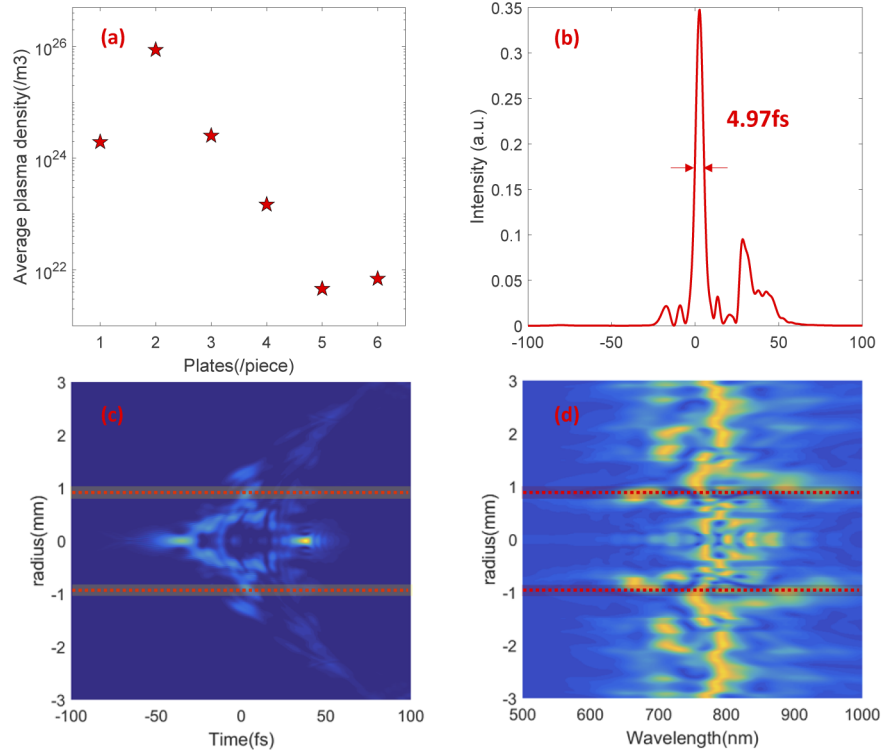 (a)
Average plasma density(/m3)
10^26
10^24
10^22
1 2 3 4 5 6
Plates(/piece)
(b)
4.97fs
Intensity (a.u.)
0.35
0.3
0.25
0.2
0.15
0.1
0.05
0
-100 -50 0 50 100
(c)
radius(mm)
3
2
1
0
-1
-2
-3
-100 -50 0 50 100
Time(fs)
(d)
radius(mm)
3
2
1
0
-1
-2
-3
500 600 700 800 900 1000
Wavelength(nm)